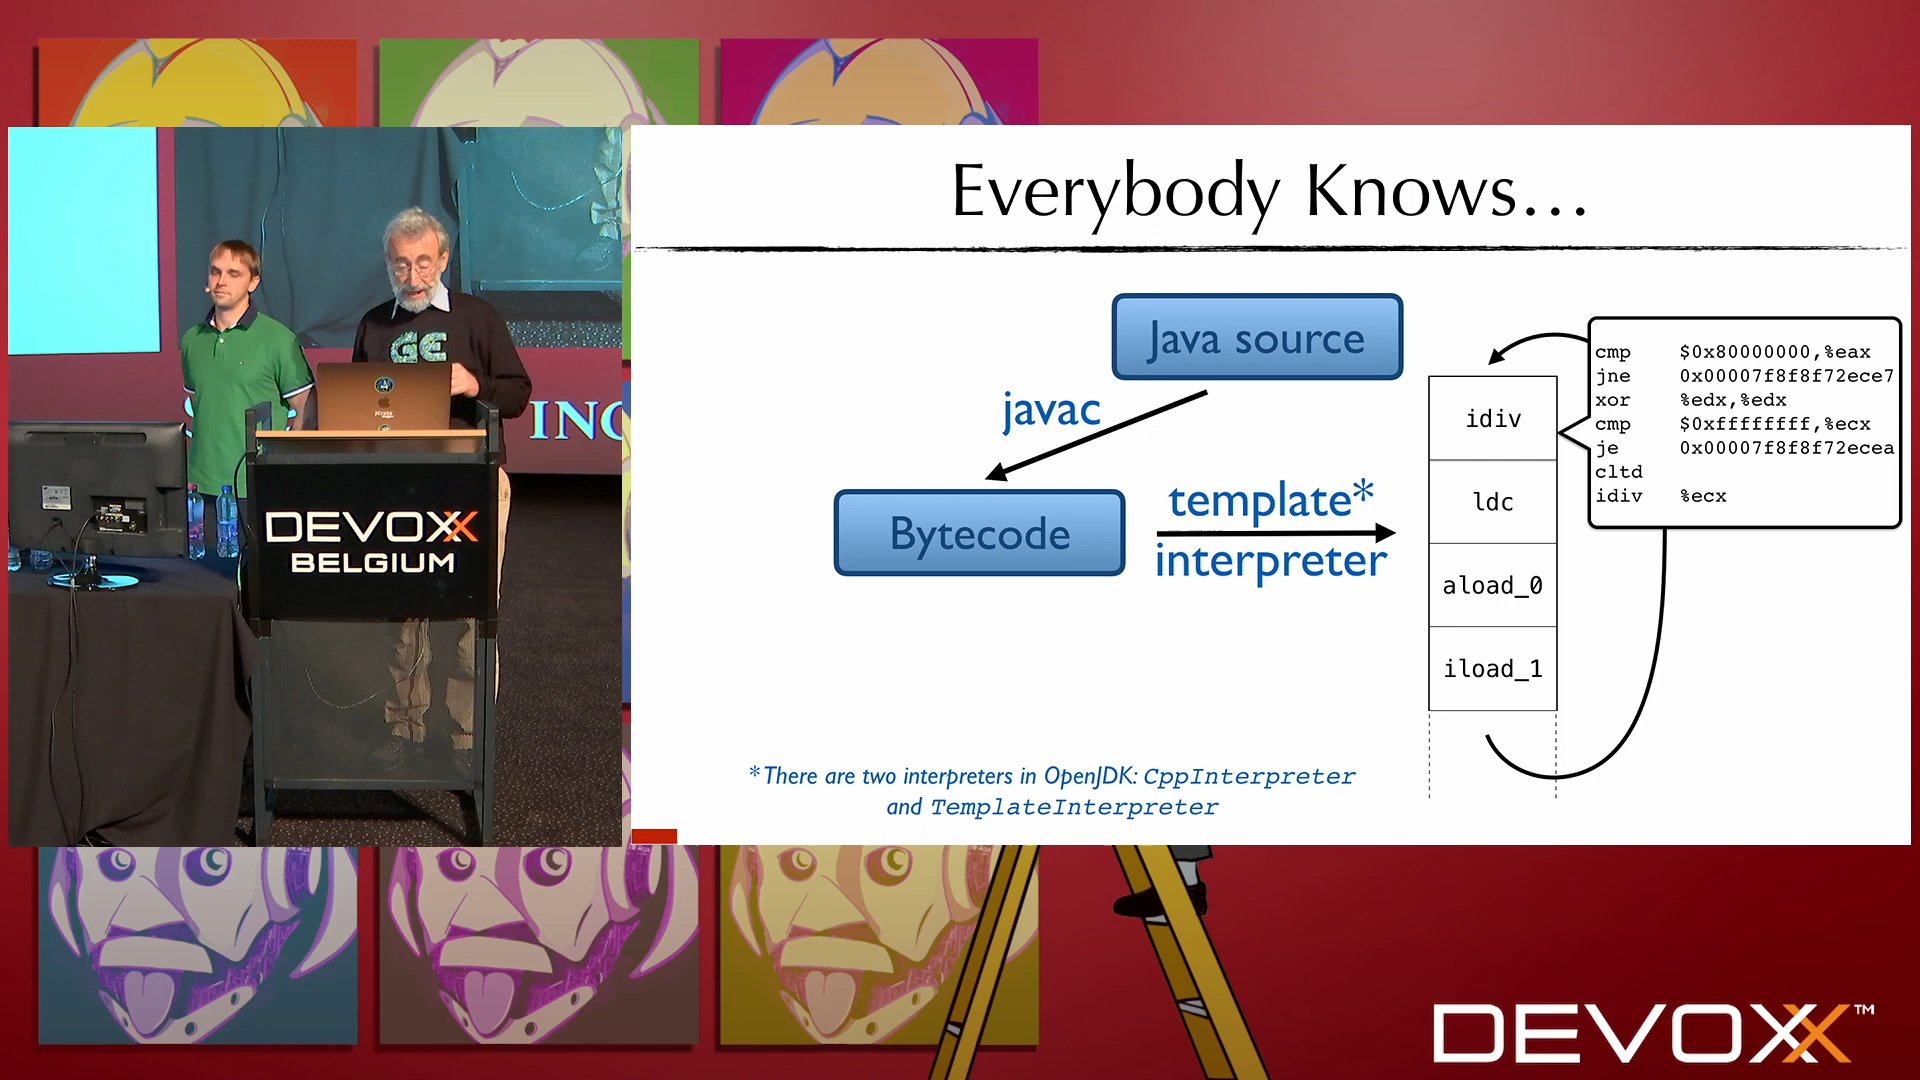 Everybody Knows...
Java source
javac
Bytecode
template*
interpreter
idiv
ldc
aload_0
iload_1
cmp $0x80000000,%eax
jne 0x00007f8f8f72ece7
xor %edx,%edx
cmp $0xffffffff,%ecx
je 0x00007f8f8f72ecea
cltd
idiv %ecx
*There are two interpreters in OpenJDK: CppInterpreter
and TemplateInterpreter
GE
DEVOXX
BELGIUM
DEVOXX™